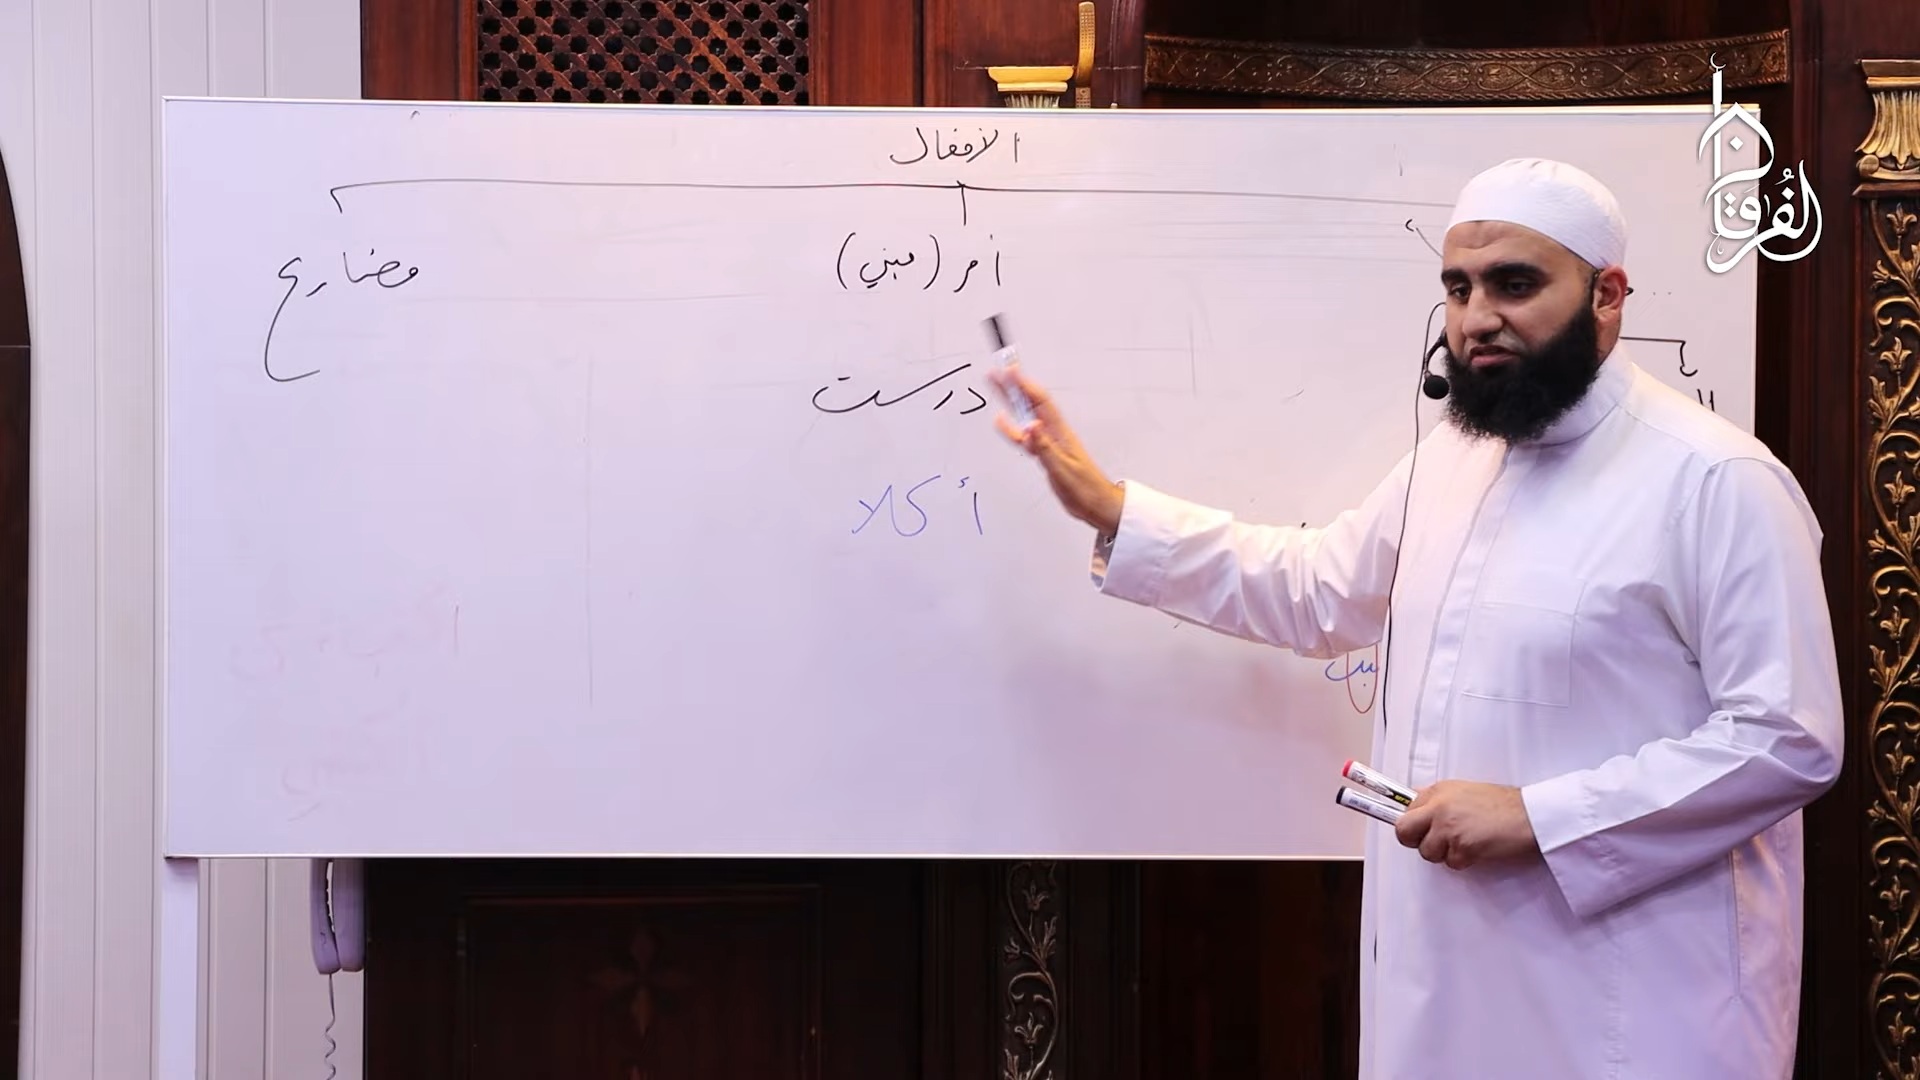 الأفعال
أمر (مبني)
مضارع
درست
أكلا
الفرقان